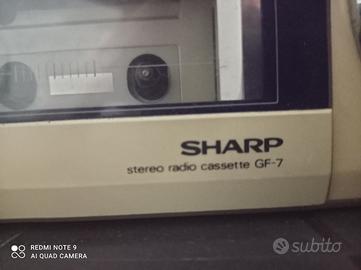 SHARP
stereo radio cassette GF-7
REDMI NOTE 9
AI QUAD CAMERA
subito